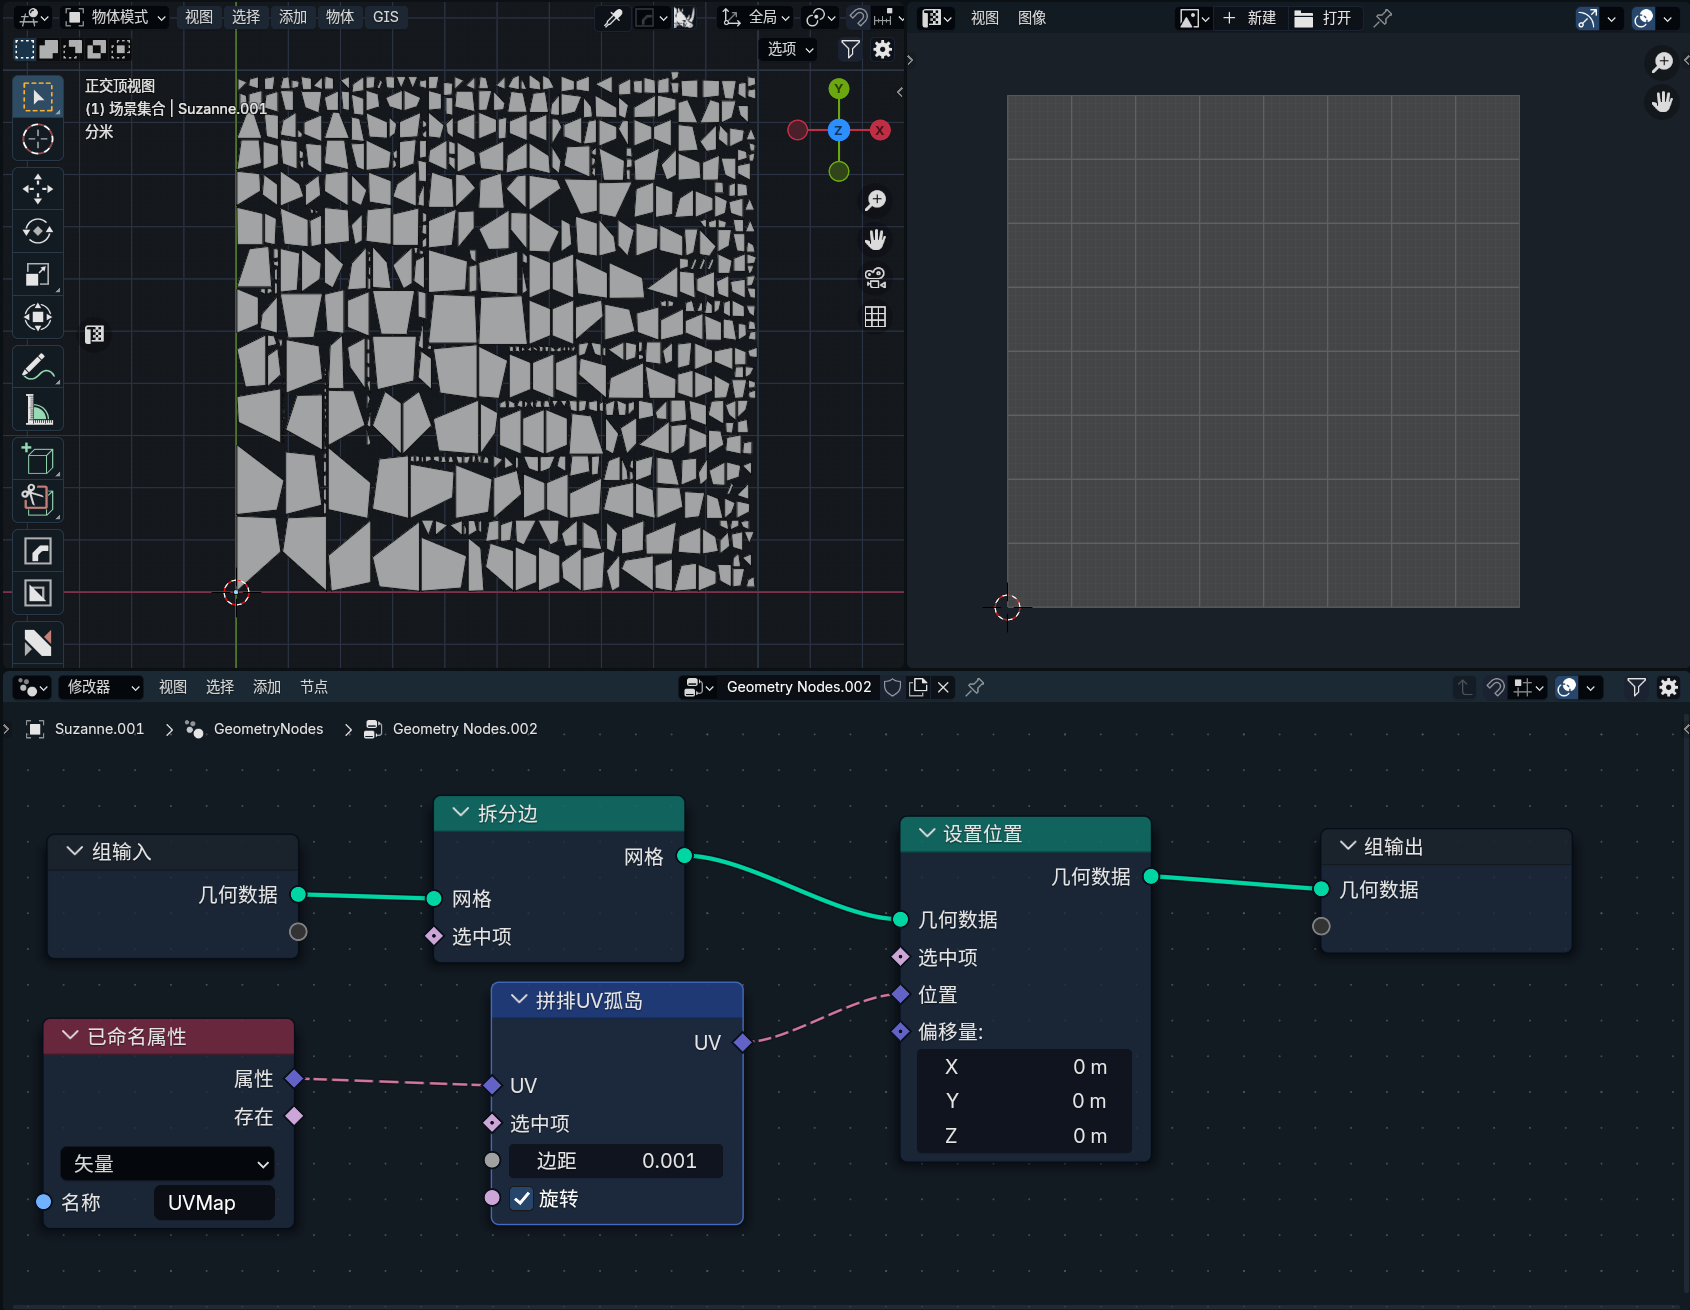 物体模式 视图 选择 添加 物体 GIS 全局
选项
正交顶视图
(1) 场景集合 | Suzanne.001
分米
Y
Z
X
视图 图像 新建 打开
修改器 视图 选择 添加 节点 Geometry Nodes.002
Suzanne.001 GeometryNodes Geometry Nodes.002
组输入
几何数据
拆分边
网格
网格
选中项
设置位置
几何数据
几何数据
选中项
位置
偏移量:
X 0 m
Y 0 m
Z 0 m
组输出
几何数据
已命名属性
属性
存在
矢量
名称 UVMap
拼排UV孤岛
UV
UV
选中项
边距 0.001
旋转